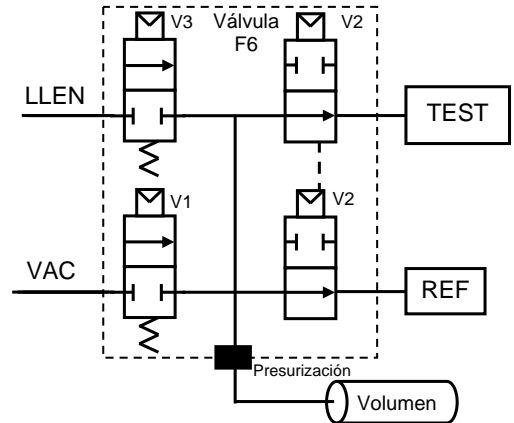 V3
Válvula
F6
V2
LLEN
TEST
V1
V2
VAC
REF
Presurización
Volumen